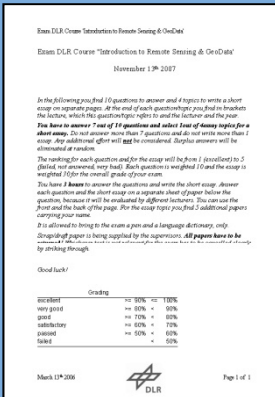 Exam DLR Course 'Introduction to Remote Sensing & GeoData'
Exam DLR Course "Introduction to Remote Sensing & GeoData'
November 13th 2007
In the following you find 10 questions to answer and 4 topics to write a short
essay on separate pages. At the end of each question/topic you find in brackets
the lecture, which this question/topic refers to and the lecturer and the year.
You have to answer 7 out of 10 questions and select 1 out of 4 essay topics for a
short essay. Do not answer more than 7 questions and do not write more than 1
essay. Any additional effort will not be considered. Surplus answers will be
eliminated at random.
The ranking for each question and for the essay will be from 1 (excellent) to 5
(failed, not answered, very bad). Each question is weighted 10 and the essay is
weighted 30 for the overall grade of your exam.
You have 3 hours to answer the questions and write the short essay. Answer
each question and the short essay on a separate sheet of paper below the
question, because it will be evaluated by different lecturers. You can use the
front and the back of the page. For the essay topic you find 5 additional papers
carrying your name.
It is allowed to bring to the exam a pen and a language dictionary, only
Scrap/draft paper is being supplied by the supervisors. All papers have to be
by striking through.
Good luck!
Grading
excellent >= 90% <= 100%
very good >= 80% < 90%
good >= 70% < 80%
satisfactory >= 60% < 70%
passed >= 50% < 60%
failed < 50%
March 13th 2006
DLR
Page 1 of 1